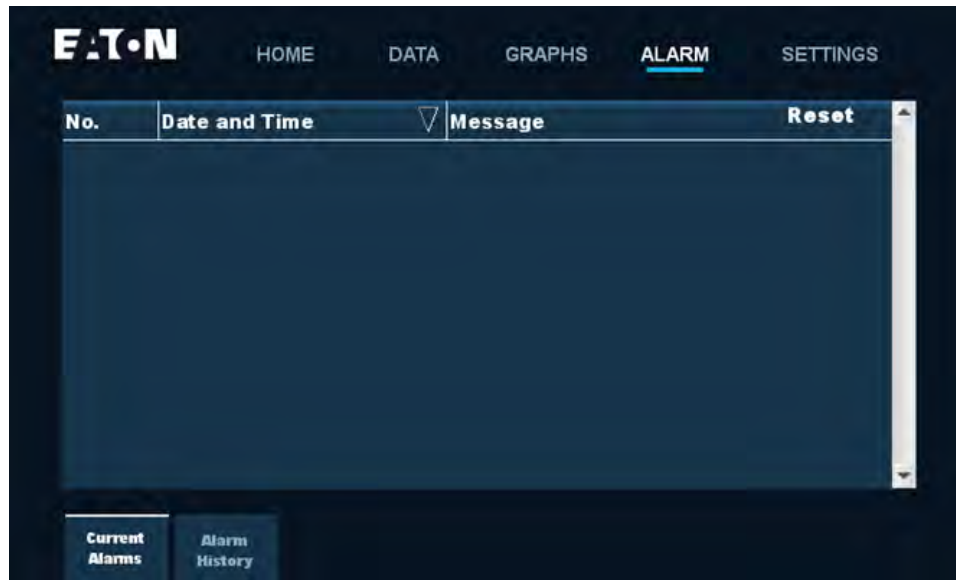 EATON HOME DATA GRAPHS ALARM SETTINGS
No. Date and Time Message Reset
Current Alarms
Alarm History